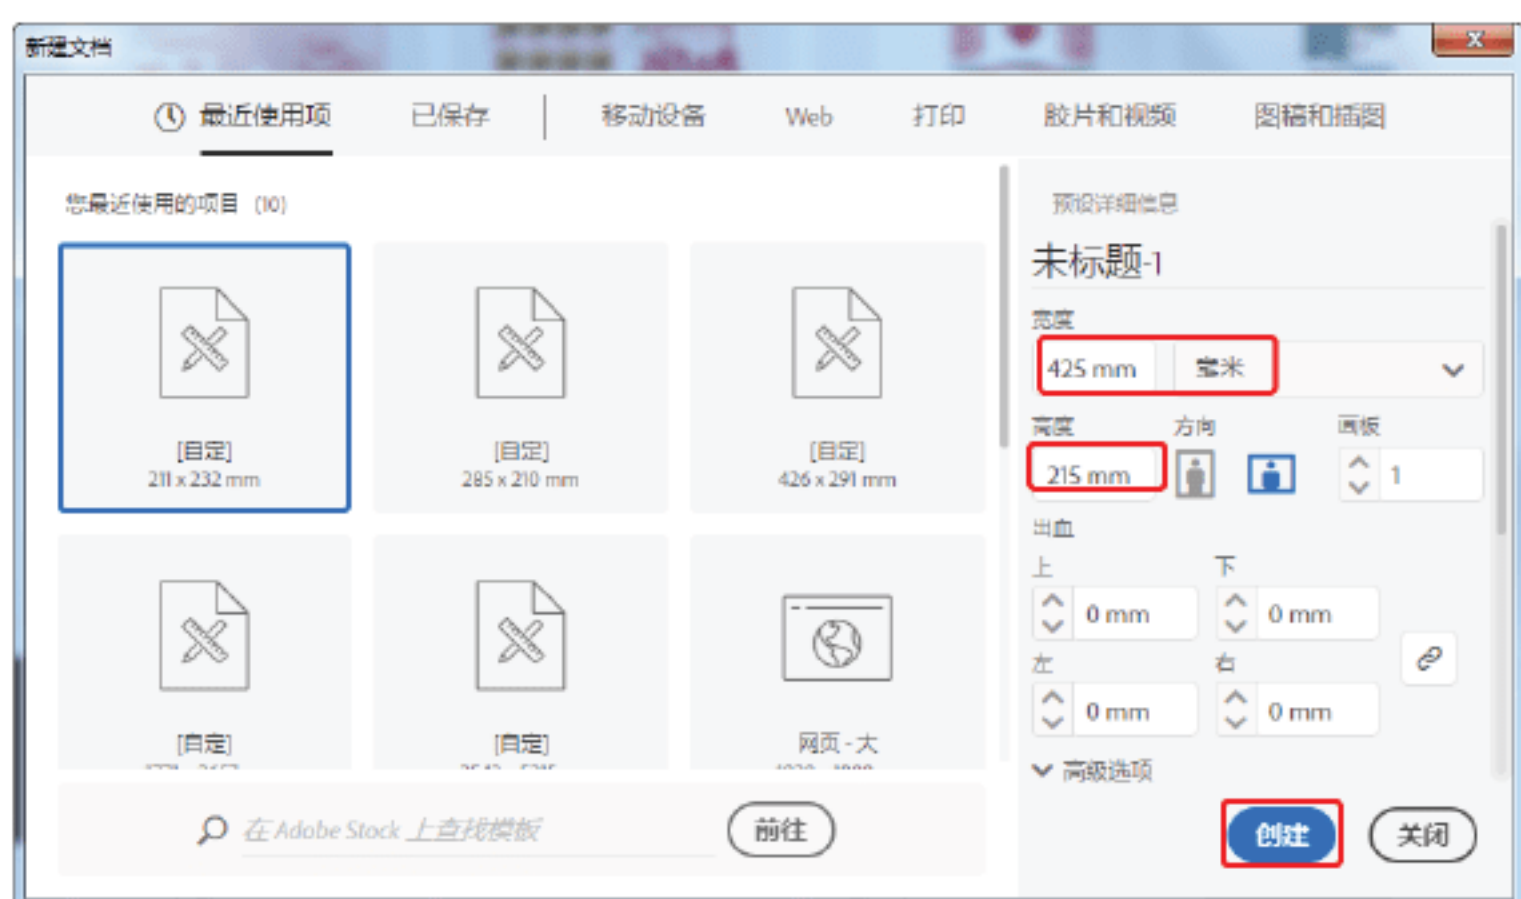 新建文档
最近使用项 已保存 移动设备 Web 打印 胶片和视频 图稿和插图
您最近使用的项目 (10)
[自定]
211 x 232 mm
[自定]
285 x 210 mm
[自定]
426 x 291 mm
[自定]
[自定]
网页 - 大
在 Adobe Stock 上查找模板
前往
预设详细信息
未标题-1
宽度
425 mm 毫米
高度 方向 画板
215 mm 1
出血
上 下
0 mm 0 mm
左 右
0 mm 0 mm
高级选项
创建 关闭